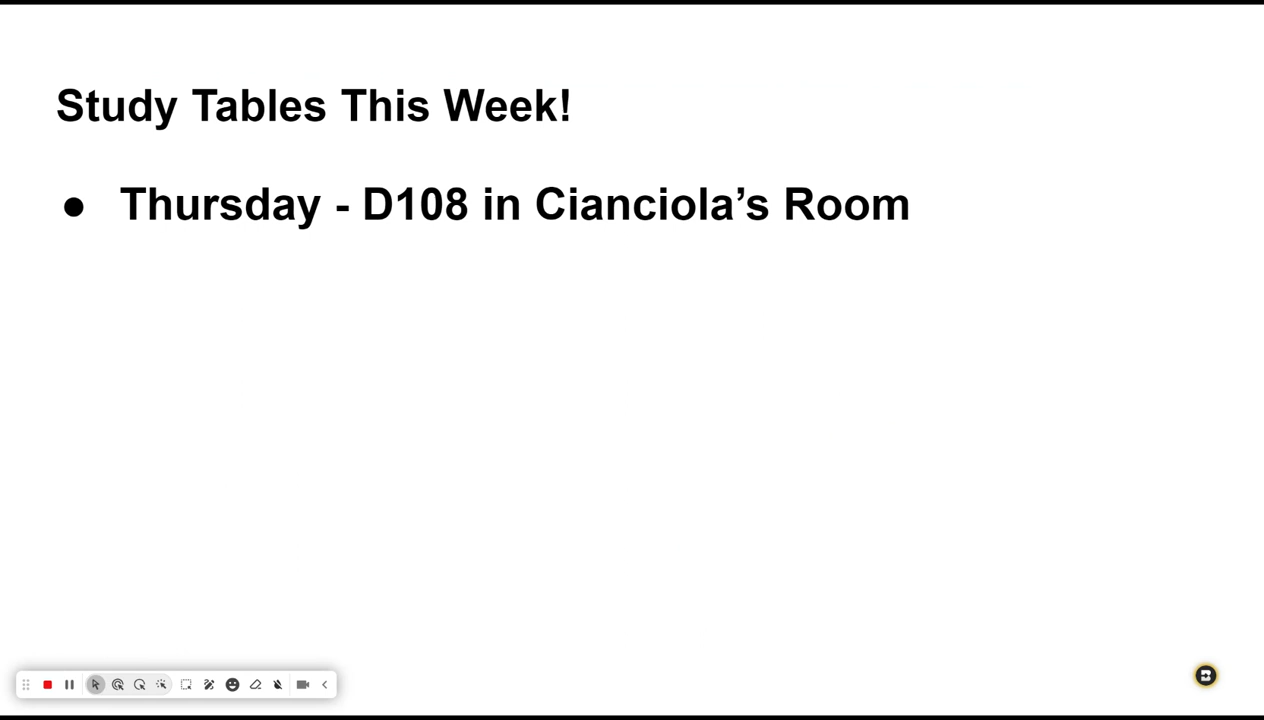 Study Tables This Week!
● Thursday - D108 in Cianciola’s Room